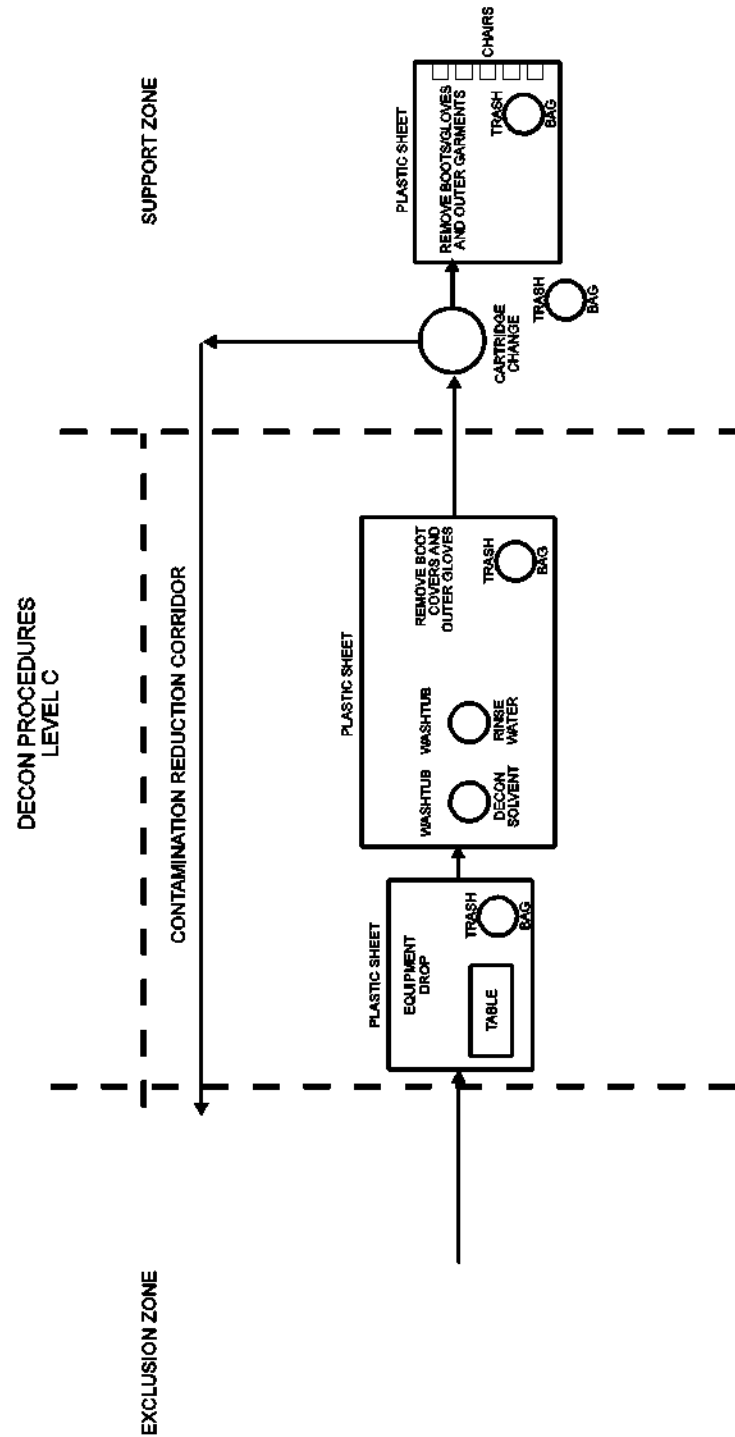 DECON PROCEDURES
LEVEL C
EXCLUSION ZONE
SUPPORT ZONE
CONTAMINATION REDUCTION CORRIDOR
PLASTIC SHEET
EQUIPMENT
DROP
TABLE
TRASH
BAG
PLASTIC SHEET
WASHTUB
DECON
SOLVENT
WASHTUB
RINSE
WATER
REMOVE BOOT
COVERS AND
OUTER GLOVES
TRASH
BAG
CARTRIDGE
CHANGE
TRASH
BAG
PLASTIC SHEET
REMOVE BOOTS/GLOVES
AND OUTER GARMENTS
TRASH
BAG
CHAIRS